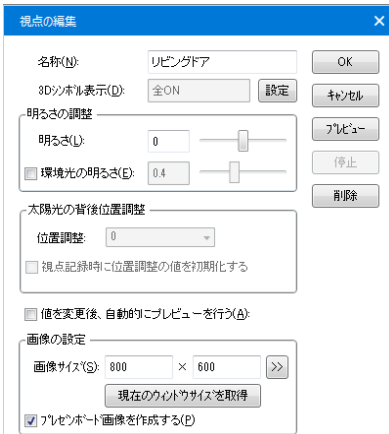 視点の編集
名称(N): リビングドア OK
3Dシンボル表示(D): 全ON 設定 キャンセル
明るさの調整 プレビュー
明るさ(L): 0
環境光の明るさ(E): 0.4 停止
削除
太陽光の背後位置調整
位置調整: 0
視点記録時に位置調整の値を初期化する
値を変更後、自動的にプレビューを行う(A):
画像の設定
画像サイズ(S): 800 × 600 >>
現在のウィンドウサイズを取得
プレゼンボード画像を作成する(P)